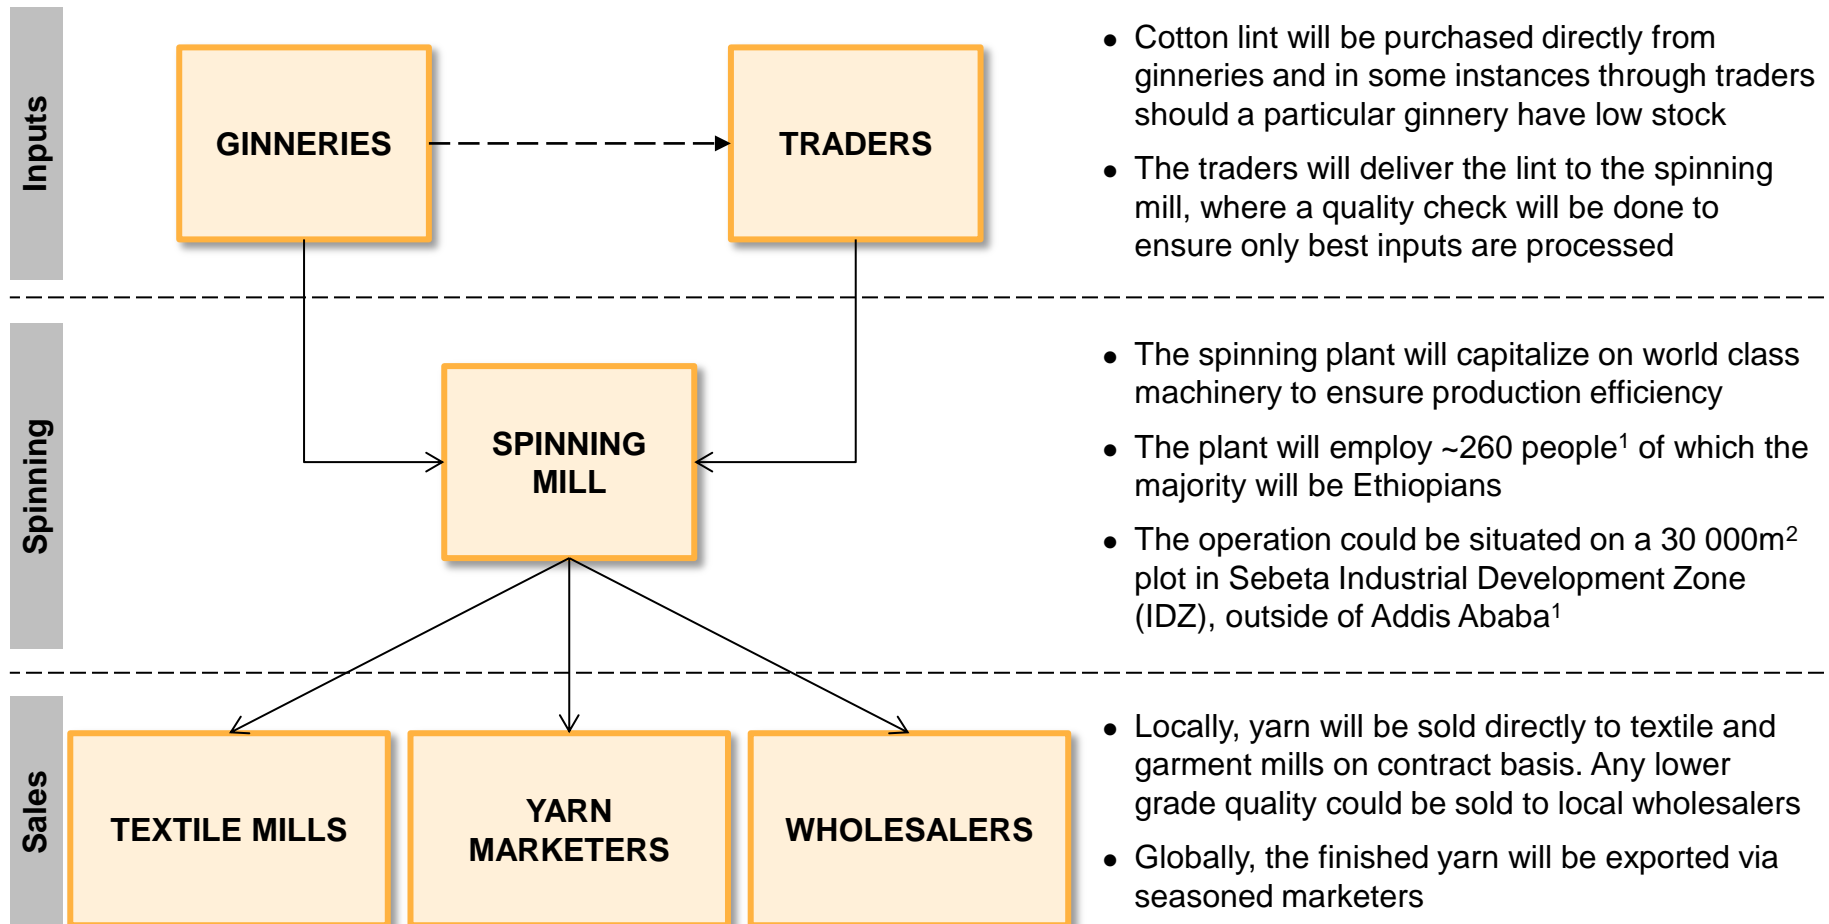 Inputs
GINNERIES
TRADERS
● Cotton lint will be purchased directly from
ginneries and in some instances through traders
should a particular ginnery have low stock
● The traders will deliver the lint to the spinning
mill, where a quality check will be done to
ensure only best inputs are processed
Spinning
SPINNING
MILL
● The spinning plant will capitalize on world class
machinery to ensure production efficiency
● The plant will employ ~260 people¹ of which the
majority will be Ethiopians
● The operation could be situated on a 30 000m²
plot in Sebeta Industrial Development Zone
(IDZ), outside of Addis Ababa¹
Sales
TEXTILE MILLS
YARN
MARKETERS
WHOLESALERS
● Locally, yarn will be sold directly to textile and
garment mills on contract basis. Any lower
grade quality could be sold to local wholesalers
● Globally, the finished yarn will be exported via
seasoned marketers